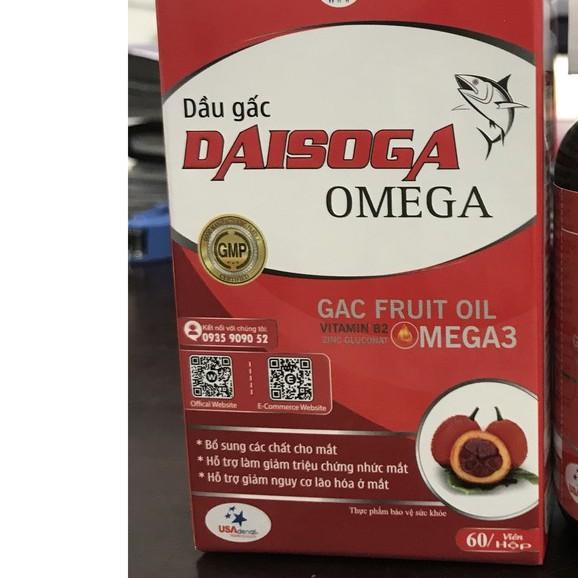 Dầu gấc
DAISOGA
OMEGA
GMP
GAC FRUIT OIL
VITAMIN B2
ZINC GLUCONAT
OMEGA3
Kết nối với chúng tôi:
0935 9090 52
W
E
Offical Website
E-Commerce Website
* Bổ sung các chất cho mắt
* Hỗ trợ làm giảm triệu chứng nhức mắt
* Hỗ trợ giảm nguy cơ lão hóa ở mắt
Thực phẩm bảo vệ sức khỏe
USA
60/ Viên
Hộp